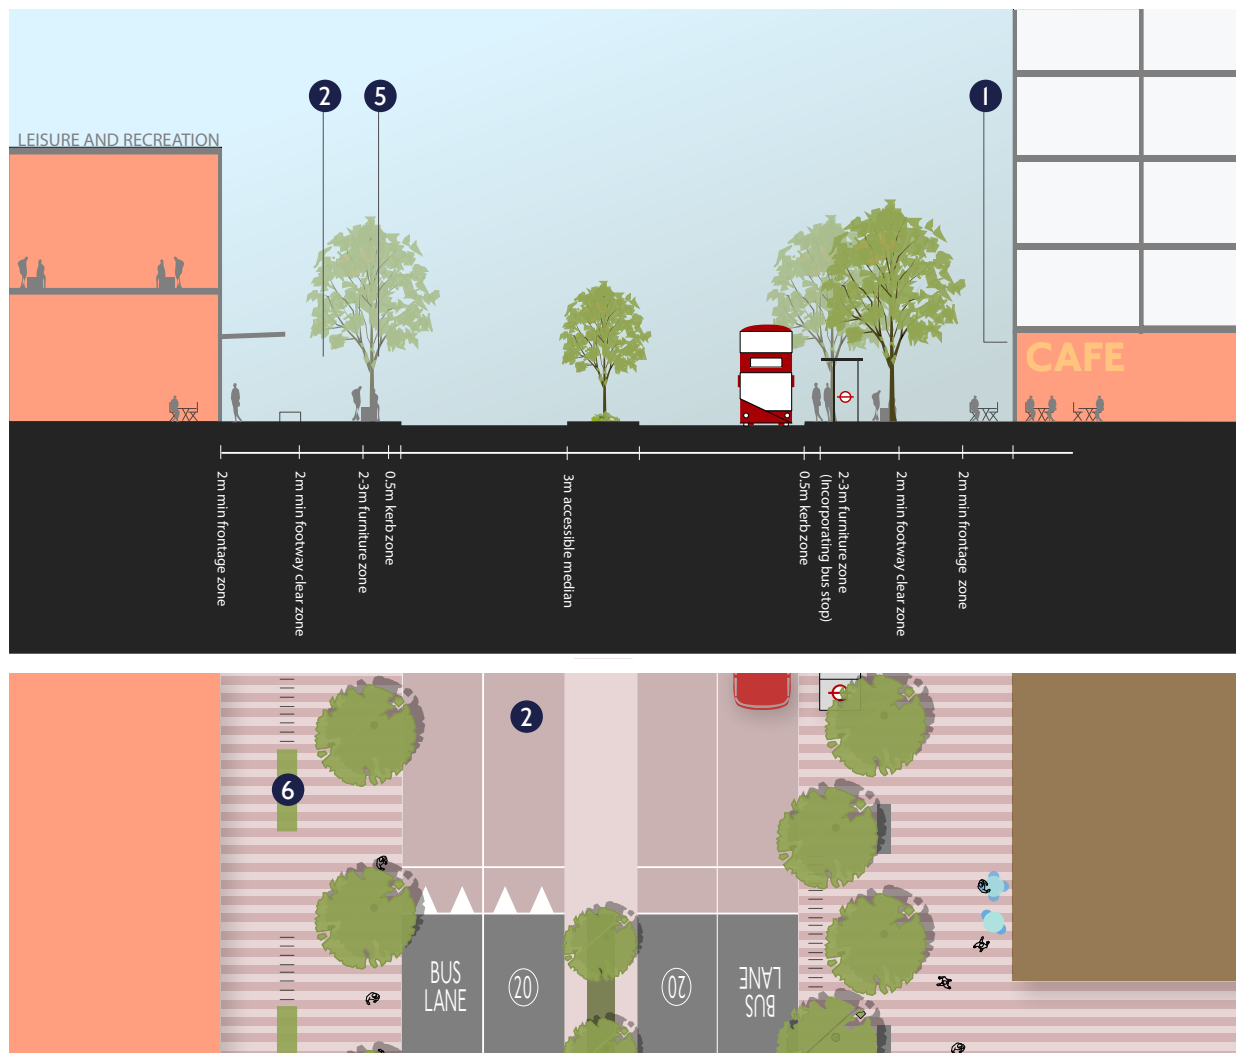 2 5 1
LEISURE AND RECREATION
CAFE
2m min frontage zone
2m min footway clear zone
2-3m furniture zone
0.5m kerb zone
3m accessible median
0.5m kerb zone
2-3m furniture zone
(Incorporating bus stop)
2m min footway clear zone
2m min frontage zone
2
6
BUS
LANE
20
20
BUS
LANE